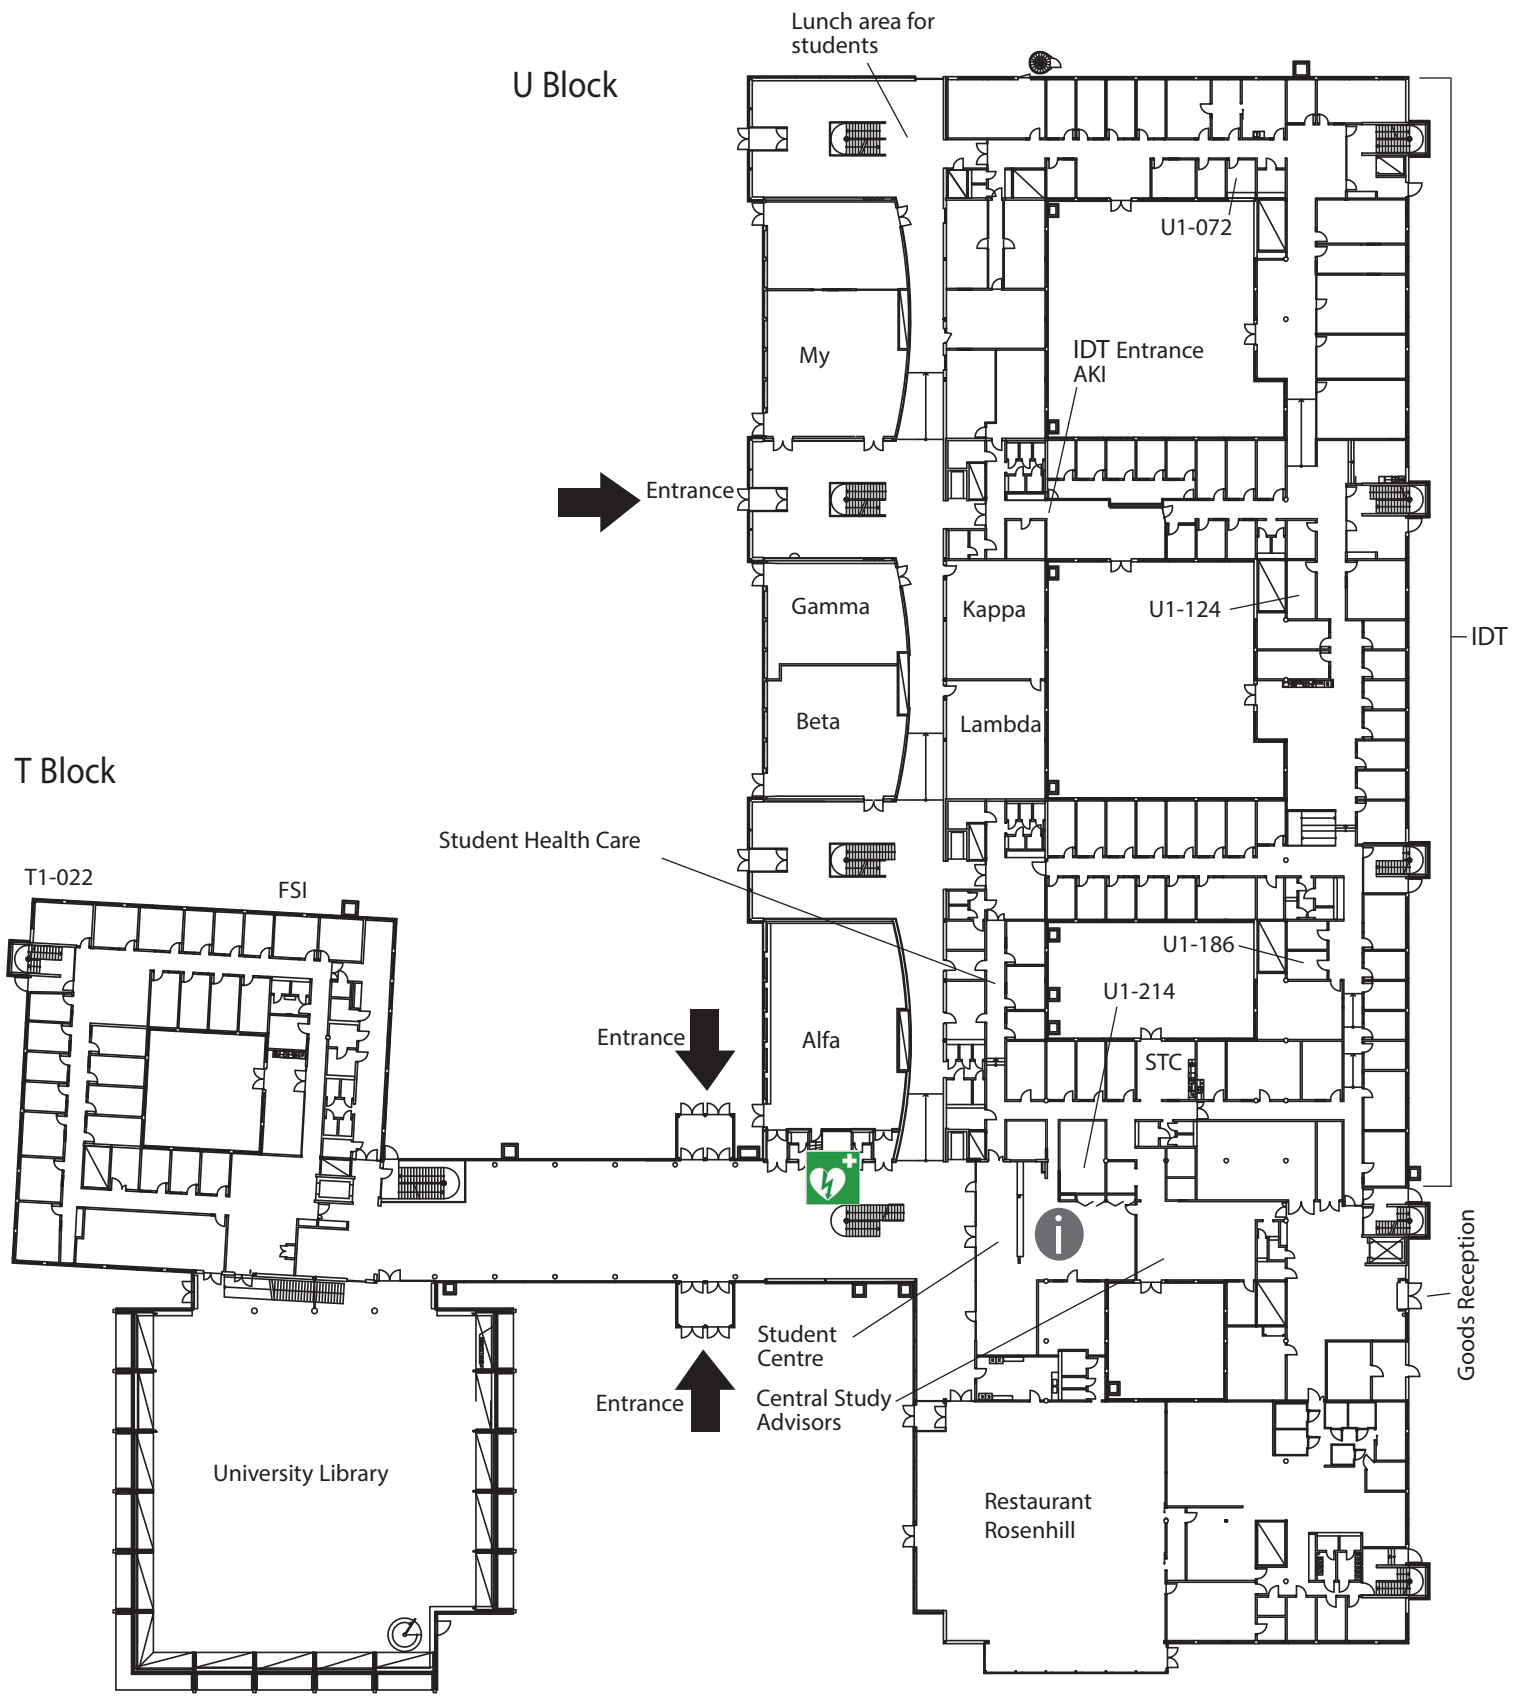 Lunch area for
students
U Block
U1-072
IDT Entrance
AKI
My
Entrance
Gamma
Kappa
U1-124
IDT
Beta
Lambda
T Block
Student Health Care
T1-022
FSI
U1-186
U1-214
Entrance
Alfa
STC
i
Goods Reception
Student
Centre
Entrance
Central Study
Advisors
University Library
Restaurant
Rosenhill